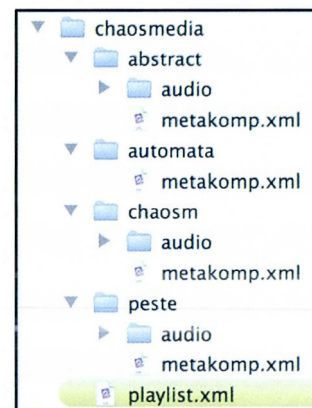 chaosmedia
abstract
audio
metakomp.xml
automata
metakomp.xml
chaosm
audio
metakomp.xml
peste
audio
metakomp.xml
playlist.xml